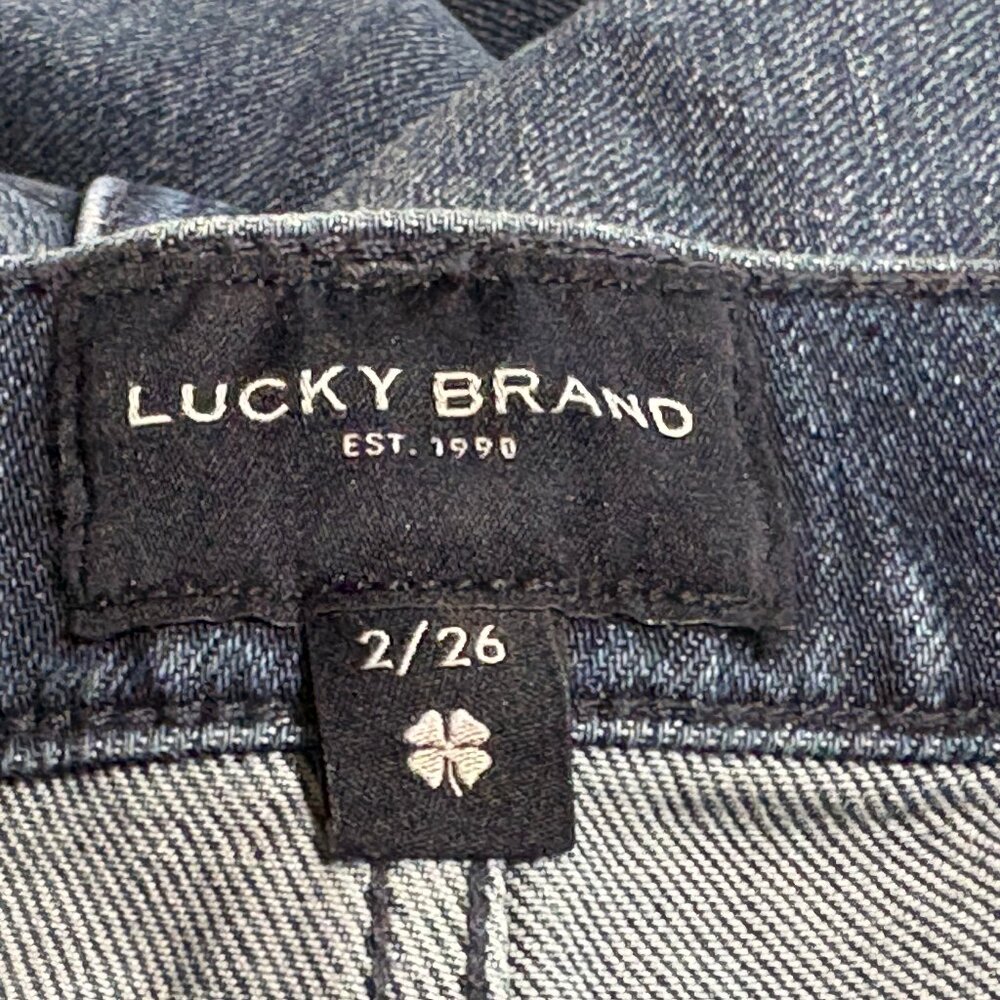 LUCKY BRAND
EST. 1990
2/26